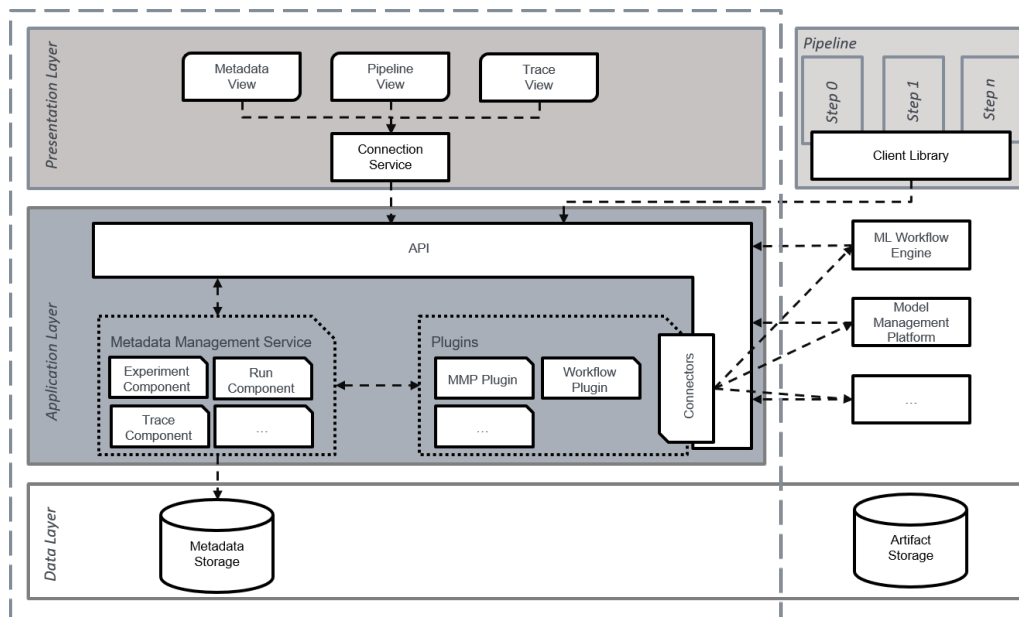 Presentation Layer
Metadata
View
Pipeline
View
Trace
View
Connection
Service
Pipeline
Step 0
Step 1
Step n
Client Library
Application Layer
API
ML Workflow
Engine
Model
Management
Platform
...
Metadata Management Service
Experiment
Component
Run
Component
Trace
Component
...
Plugins
MMP Plugin
Workflow
Plugin
...
Connectors
Data Layer
Metadata
Storage
Artifact
Storage